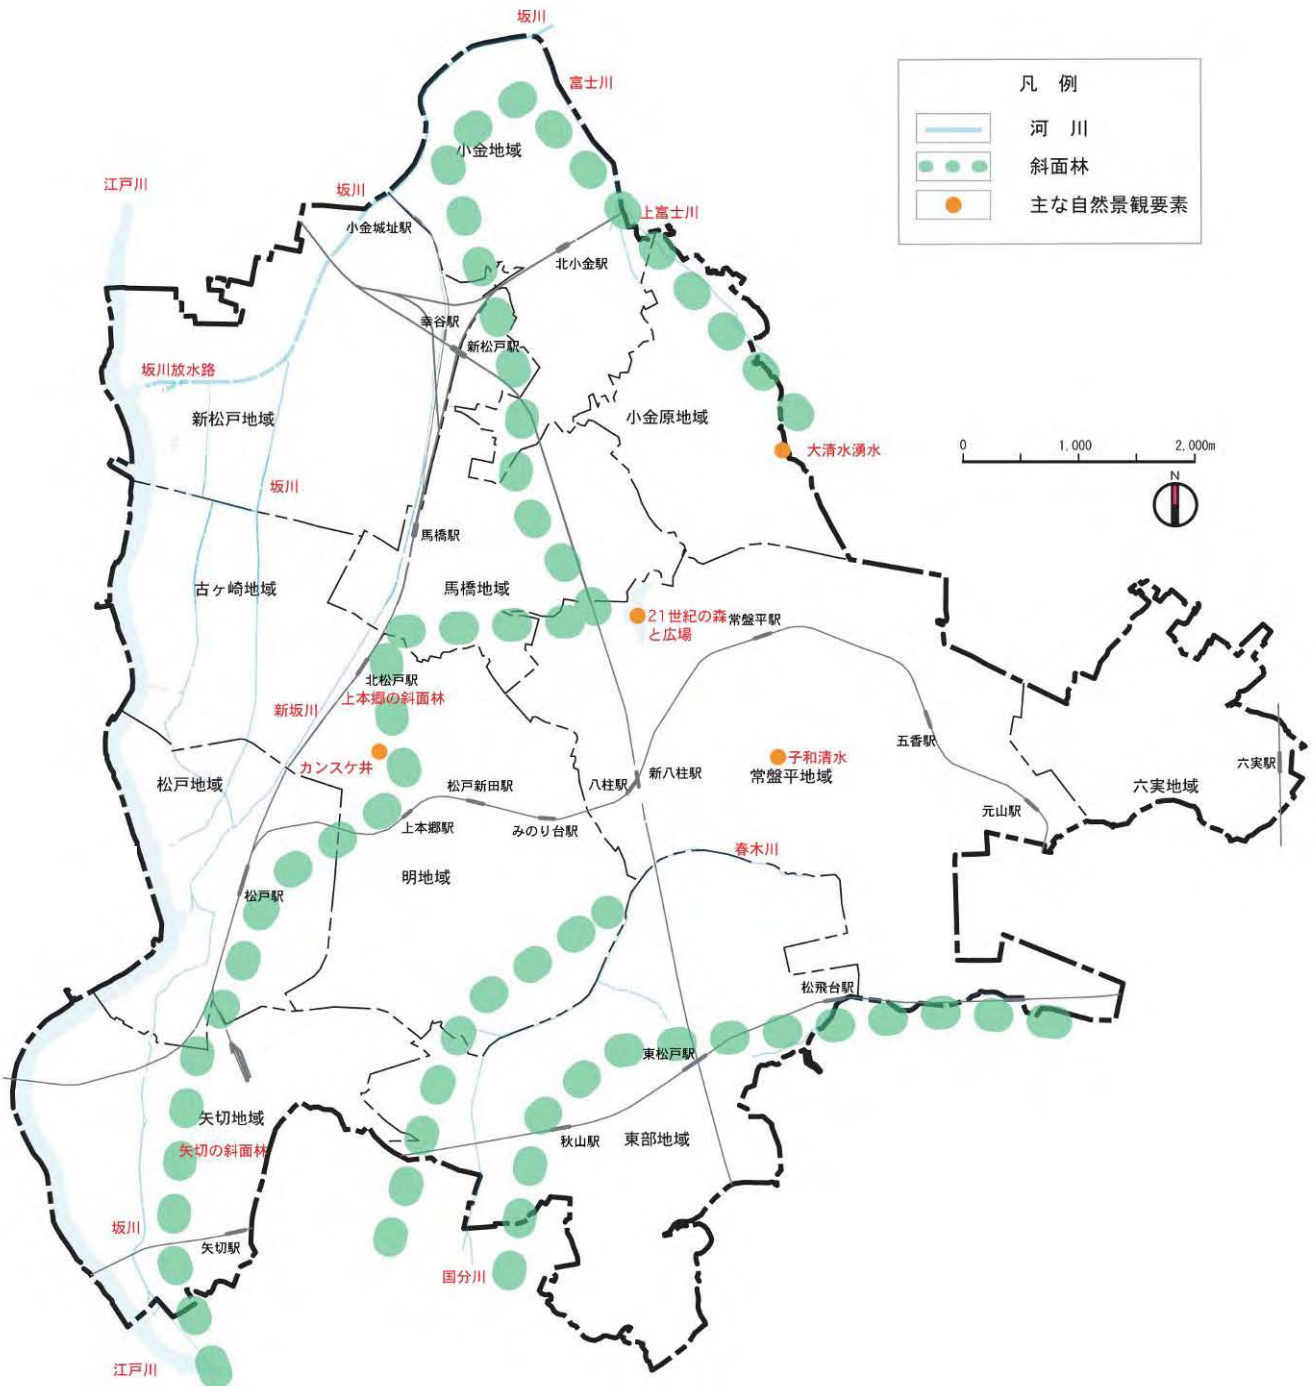 坂川
富士川
凡　例
河　川
斜面林
主な自然景観要素
小金地域
江戸川
坂川
上富士川
小金城址駅
北小金駅
幸谷駅
新松戸駅
坂川放水路
新松戸地域
小金原地域
大清水湧水
0 1,000 2,000m
N
坂川
馬橋駅
古ヶ崎地域
馬橋地域
21世紀の森
と広場
常盤平駅
北松戸駅
上本郷の斜面林
新坂川
カンスケ井
五香駅
子和清水
常盤平地域
六実駅
六実地域
新八柱駅
八柱駅
松戸地域
松戸新田駅
みのり台駅
上本郷駅
元山駅
春木川
明地域
松戸駅
松飛台駅
東松戸駅
矢切地域
秋山駅
東部地域
矢切の斜面林
坂川
矢切駅
国分川
江戸川